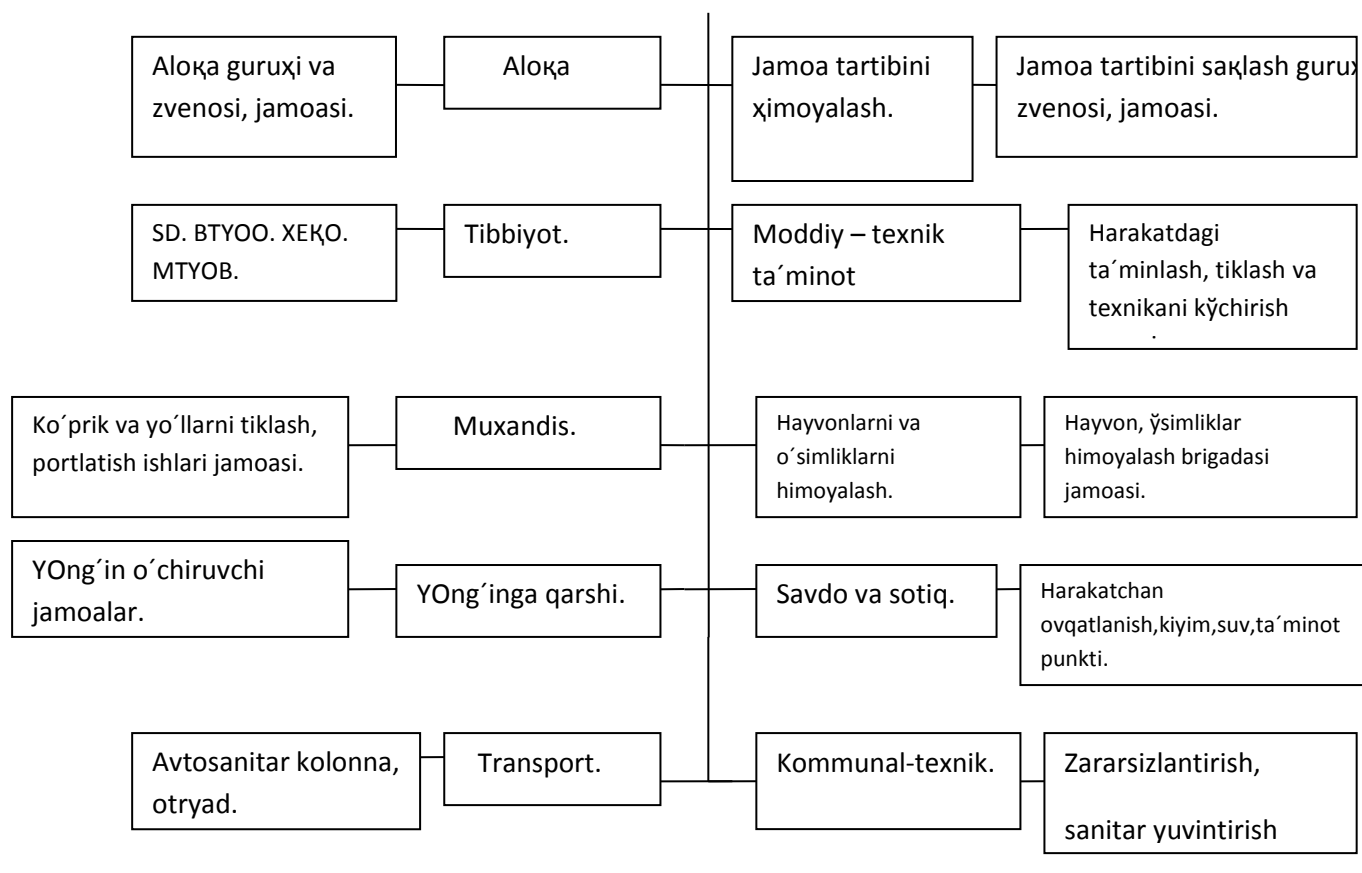 Aloқa guruҳi va
zvenosi, jamoasi.
Aloқa
Jamoa tartibini
ҳimoyalash.
Jamoa tartibini saқlash guruҳ
zvenosi, jamoasi.
SD. BTYOO. XEҚO.
MTYOB.
Tibbiyot.
Moddiy – texnik
ta´minot
Harakatdagi
ta´minlash, tiklash va
texnikani kўchirish
Ko´prik va yo´llarni tiklash,
portlatish ishlari jamoasi.
Muxandis.
Hayvonlarni va
o´simliklarni
himoyalash.
Hayvon, ўsimliklar
himoyalash brigadasi
jamoasi.
YOng´in o´chiruvchi
jamoalar.
YOng´inga qarshi.
Savdo va sotiq.
Harakatchan
ovqatlanish,kiyim,suv,ta´minot
punkti.
Avtosanitar kolonna,
otryad.
Transport.
Kommunal-texnik.
Zararsizlantirish,
sanitar yuvintirish